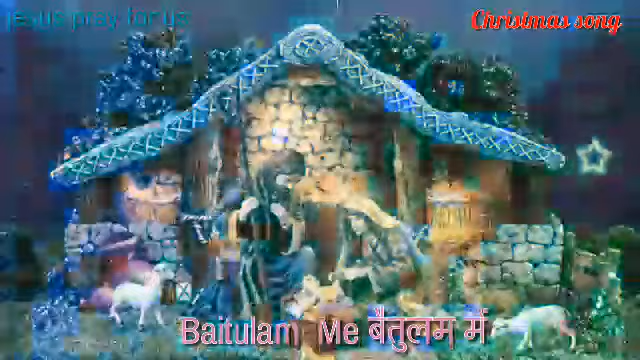 jesus pray for us
Christmas song
Baitulam Me बैतुलम में